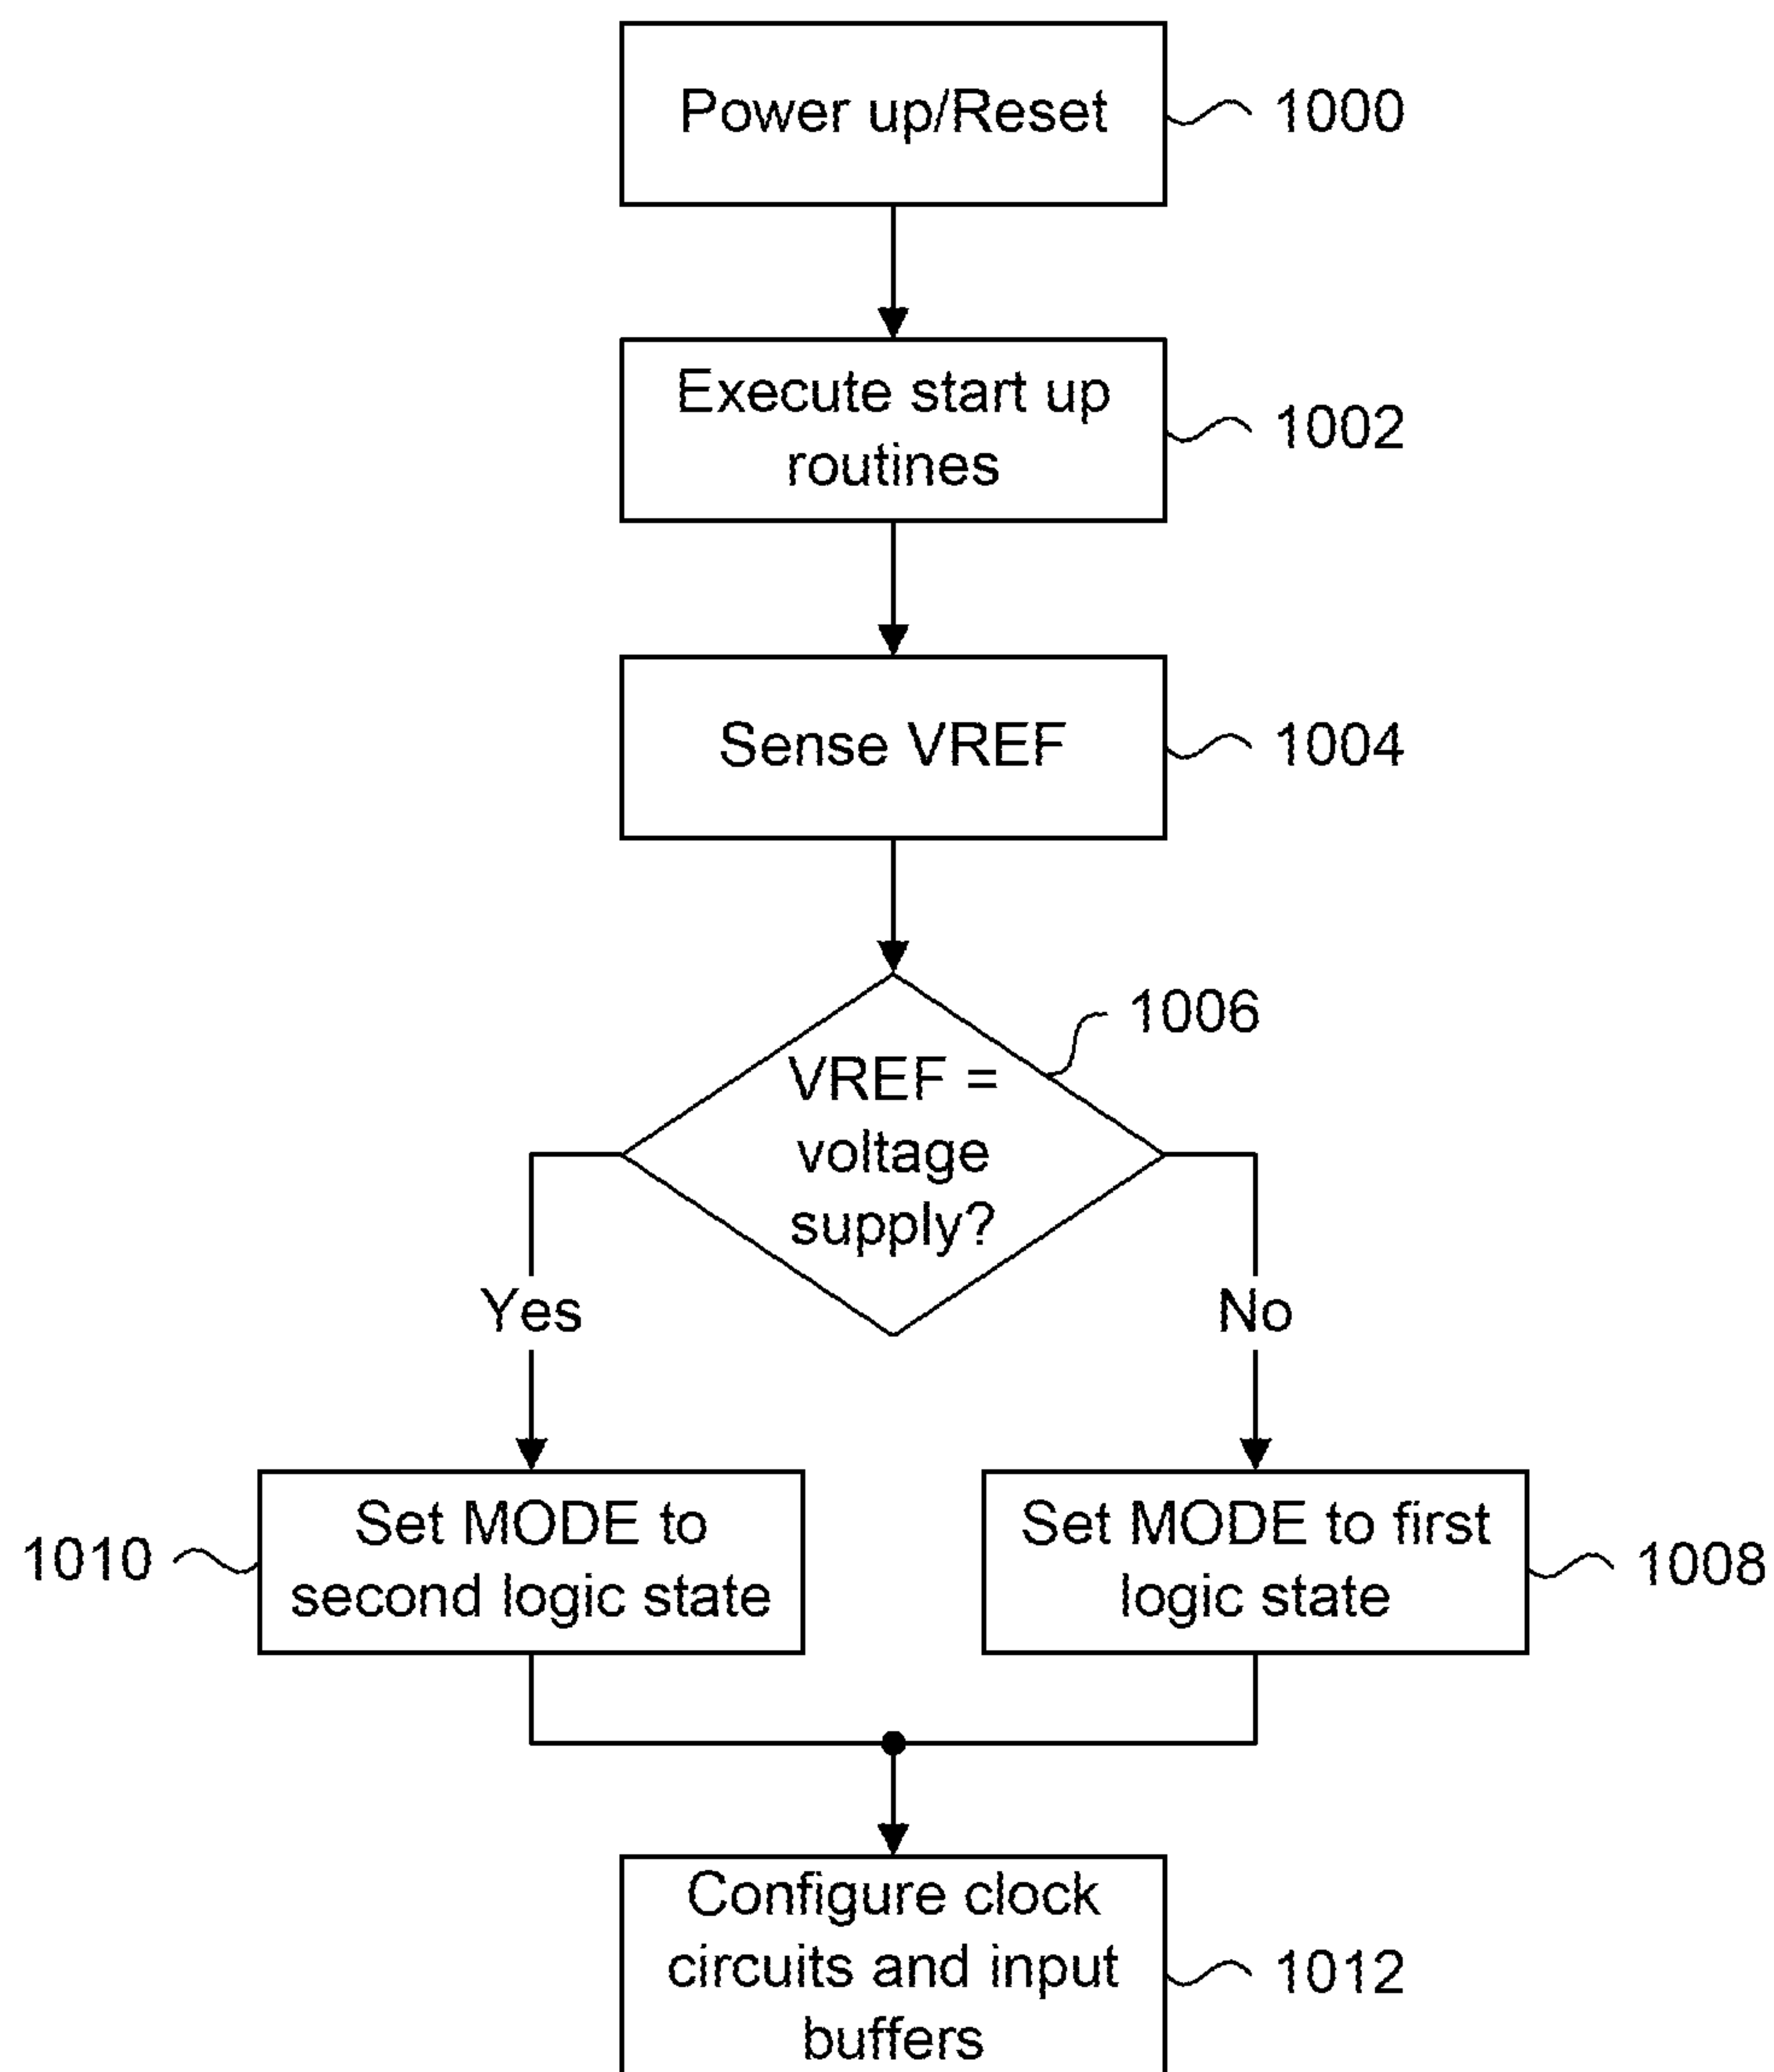 Power up/Reset
1000
Execute start up
routines
1002
Sense VREF
1004
1006
VREF =
voltage
supply?
Yes
No
1010
Set MODE to
second logic state
Set MODE to first
logic state
1008
Configure clock
circuits and input
buffers
1012